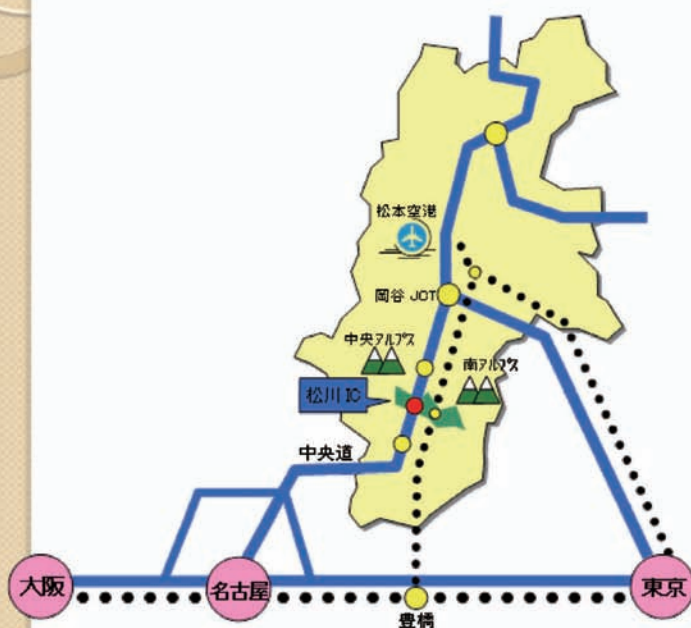 松本空港
岡谷 JCT
中央アルプス
南アルプス
松川 IC
中央道
大阪
名古屋
東京
豊橋